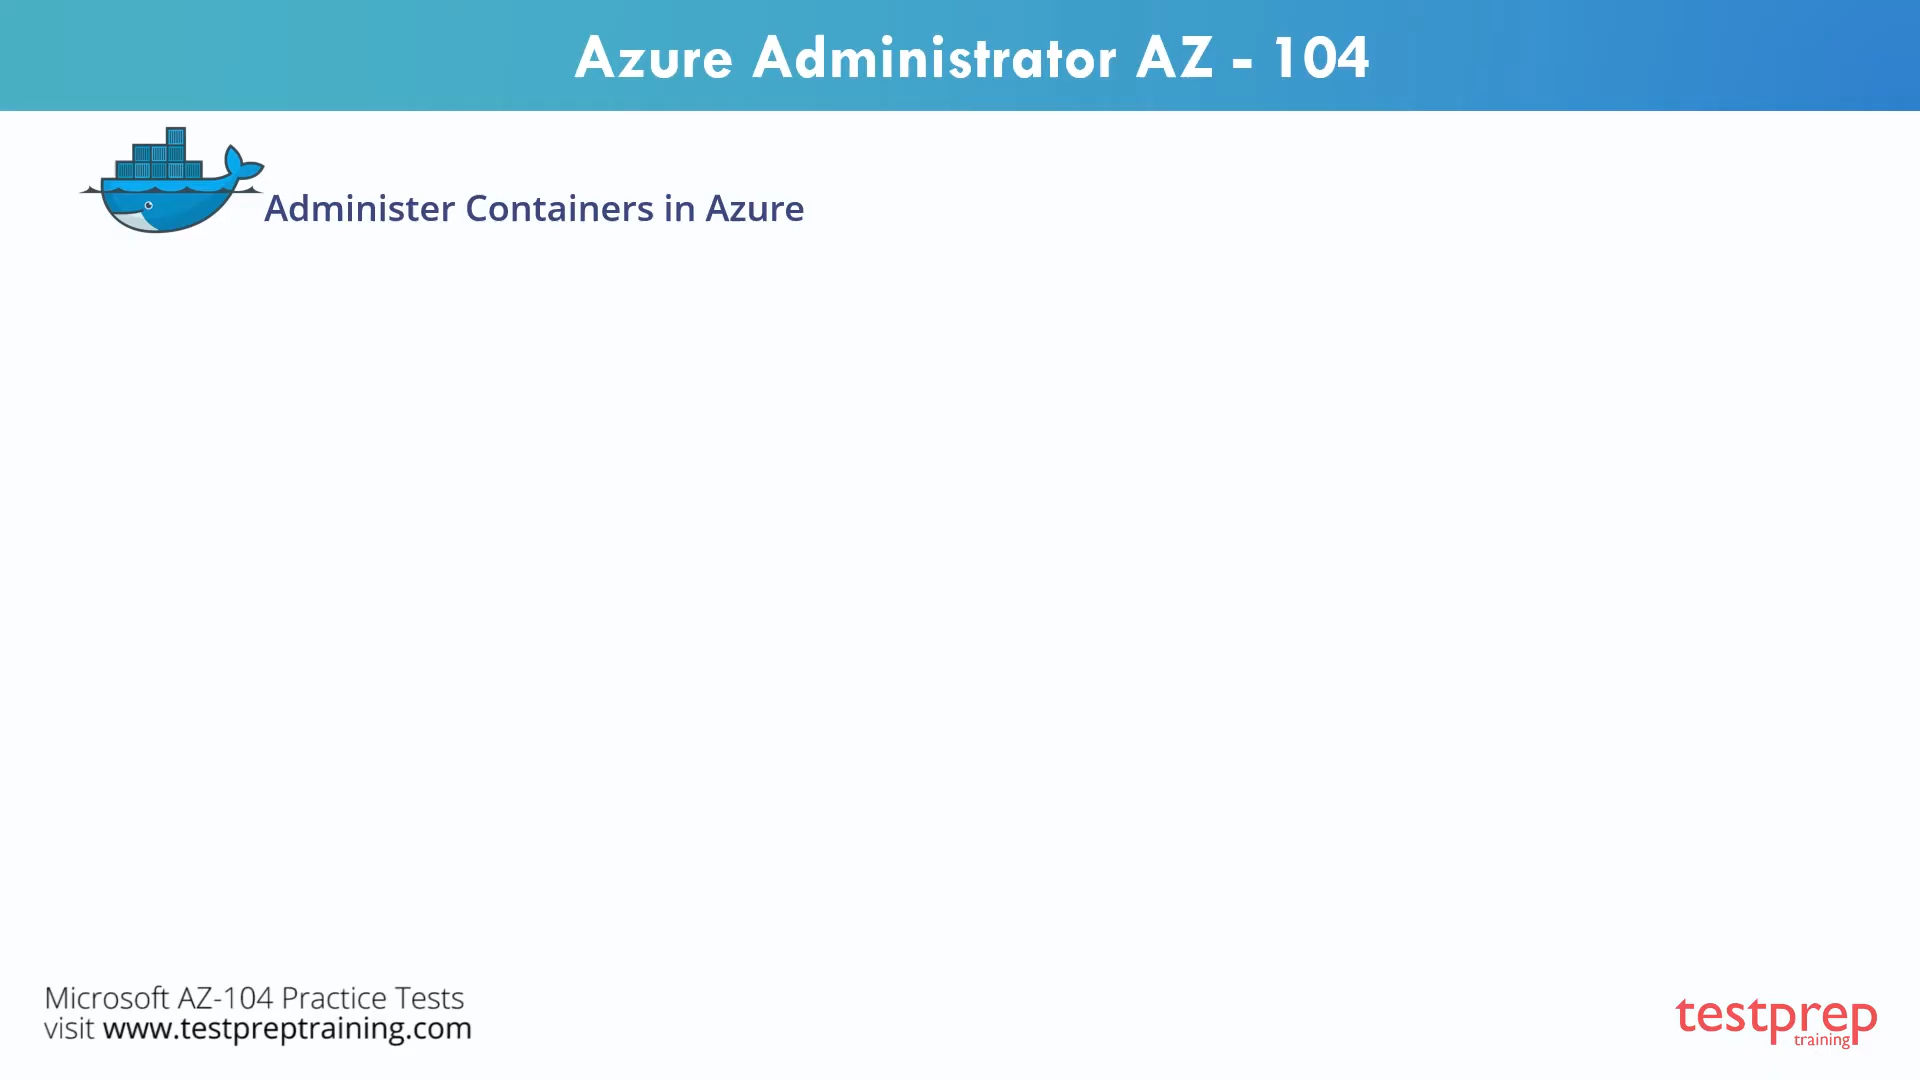 Azure Administrator AZ - 104
Administer Containers in Azure
Microsoft AZ-104 Practice Tests
visit www.testpreptraining.com
testprep
training